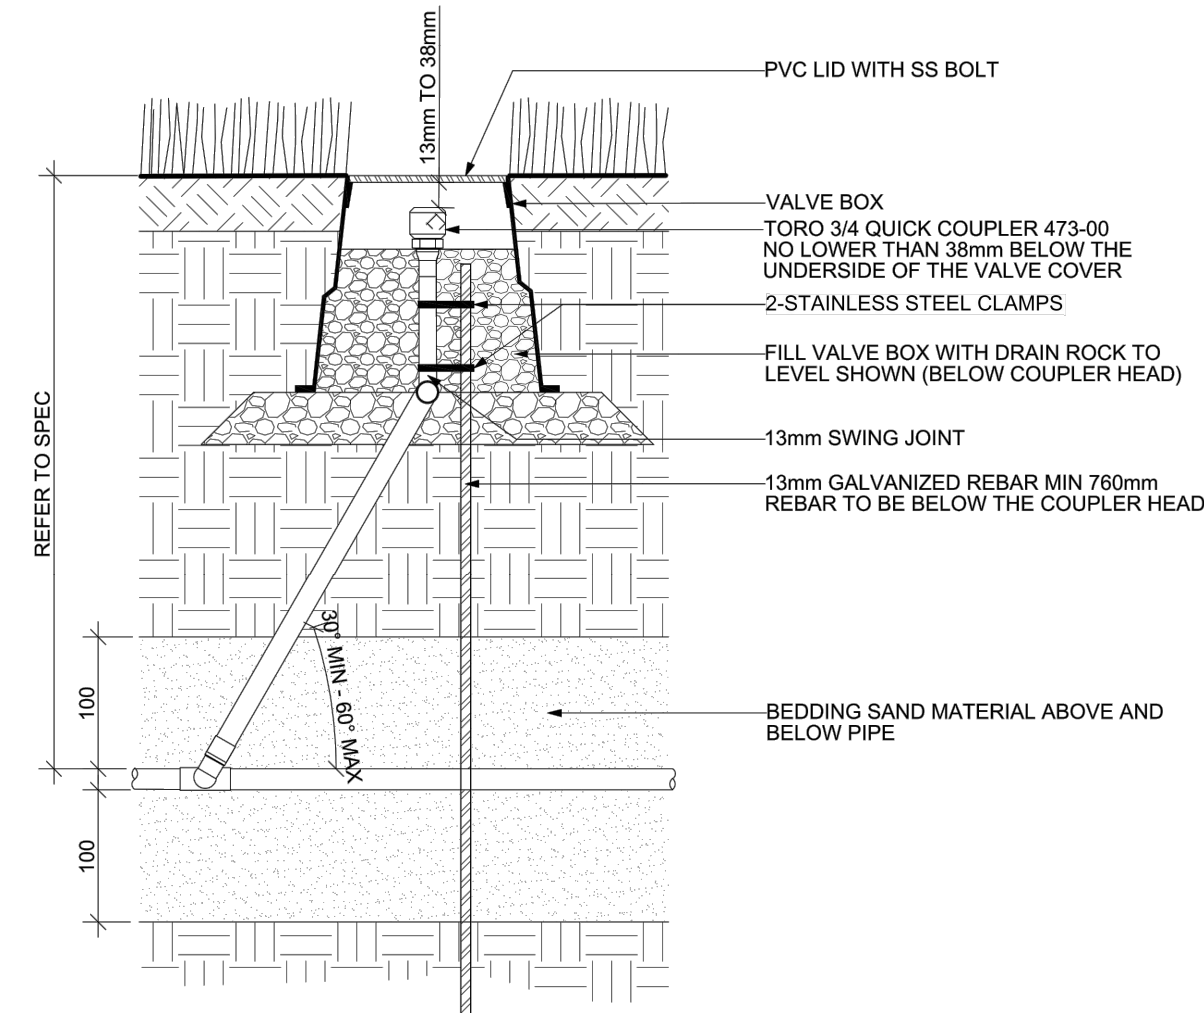 13mm TO 38mm
PVC LID WITH SS BOLT
VALVE BOX
TORO 3/4 QUICK COUPLER 473-00
NO LOWER THAN 38mm BELOW THE
UNDERSIDE OF THE VALVE COVER
2-STAINLESS STEEL CLAMPS
FILL VALVE BOX WITH DRAIN ROCK TO
LEVEL SHOWN (BELOW COUPLER HEAD)
13mm SWING JOINT
13mm GALVANIZED REBAR MIN 760mm
REBAR TO BE BELOW THE COUPLER HEAD
REFER TO SPEC
30° MIN - 60° MAX
100
BEDDING SAND MATERIAL ABOVE AND
BELOW PIPE
100